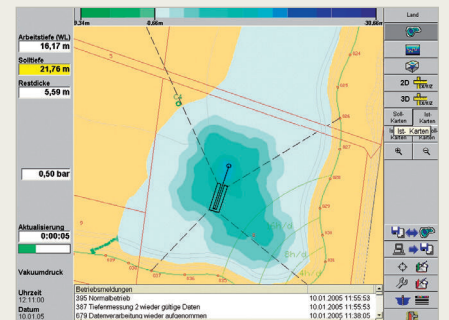 0,34m
0,66m
-30,66m
Land
Arbeitstiefe (WL)
16,17 m
Solltiefe
21,76 m
Restdicke
5,59 m
0,50 bar
Aktualisierung
0:00:05
Vakuumdruck
Uhrzeit
12:11:00
Datum
10.01.05
2D
3D
Soll-
Karten
Ist-
Karten
Ist- Karten
Betriebsmeldungen
395 Normalbetrieb 10.01.2005 11:55:53
387 Tiefenmessung 2 wieder gültige Daten 10.01.2005 11:55:53
679 Datenverarbeitung wieder aufgenommen 10.01.2005 11:38:05